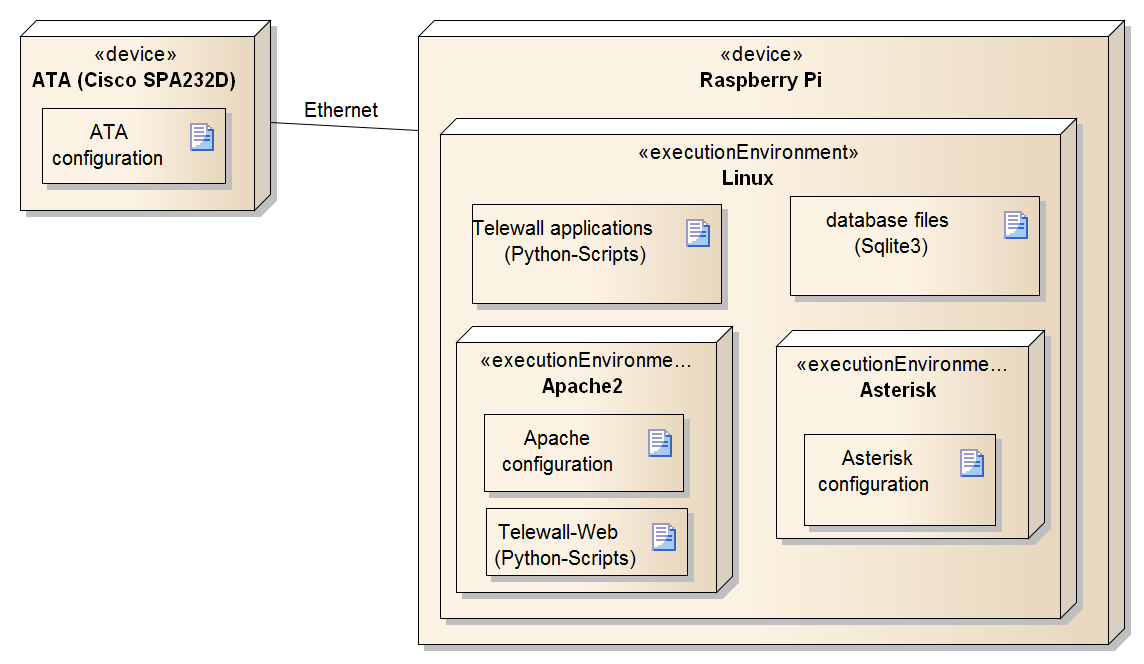 «device»
ATA (Cisco SPA232D)
ATA
configuration
Ethernet
«device»
Raspberry Pi
«executionEnvironment»
Linux
Telewall applications
(Python-Scripts)
database files
(Sqlite3)
«executionEnvironme...
Apache2
Apache
configuration
Telewall-Web
(Python-Scripts)
«executionEnvironme...
Asterisk
Asterisk
configuration